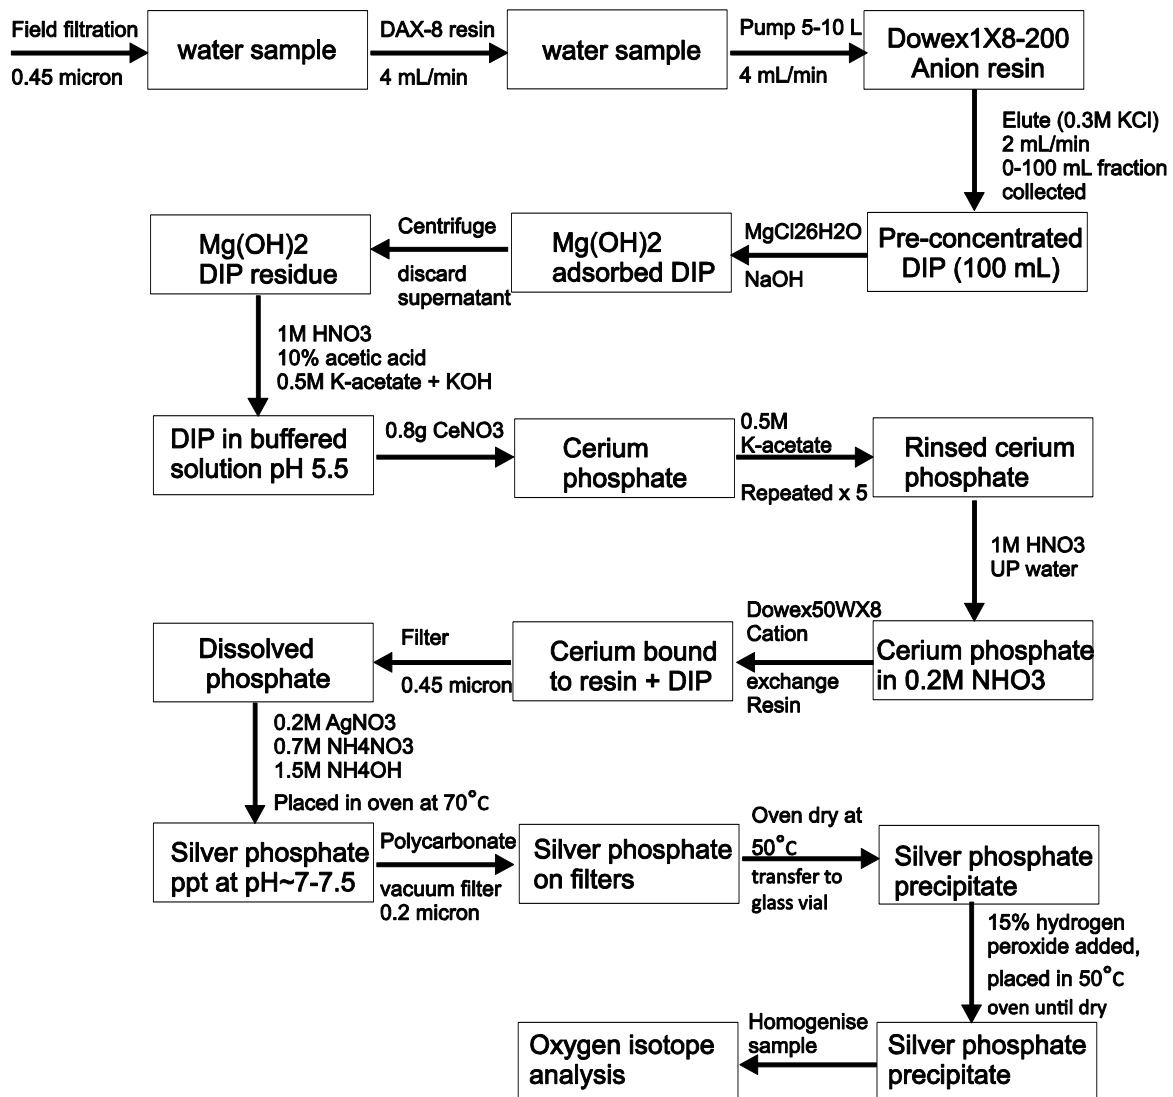 Field filtration
0.45 micron
water sample
DAX-8 resin
4 mL/min
water sample
Pump 5-10 L
4 mL/min
Dowex1X8-200
Anion resin
Elute (0.3M KCl)
2 mL/min
0-100 mL fraction
collected
Pre-concentrated
DIP (100 mL)
MgCl26H2O
NaOH
Mg(OH)2
adsorbed DIP
Centrifuge
discard
supernatant
Mg(OH)2
DIP residue
1M HNO3
10% acetic acid
0.5M K-acetate + KOH
DIP in buffered
solution pH 5.5
0.8g CeNO3
Cerium
phosphate
0.5M
K-acetate
Repeated x 5
Rinsed cerium
phosphate
1M HNO3
UP water
Cerium phosphate
in 0.2M NHO3
Dowex50WX8
Cation
exchange
Resin
Cerium bound
to resin + DIP
Filter
0.45 micron
Dissolved
phosphate
0.2M AgNO3
0.7M NH4NO3
1.5M NH4OH
Placed in oven at 70°C
Silver phosphate
ppt at pH~7-7.5
Polycarbonate
vacuum filter
0.2 micron
Silver phosphate
on filters
Oven dry at
50°C
transfer to
glass vial
Silver phosphate
precipitate
15% hydrogen
peroxide added,
placed in 50°C
oven until dry
Silver phosphate
precipitate
Homogenise
sample
Oxygen isotope
analysis